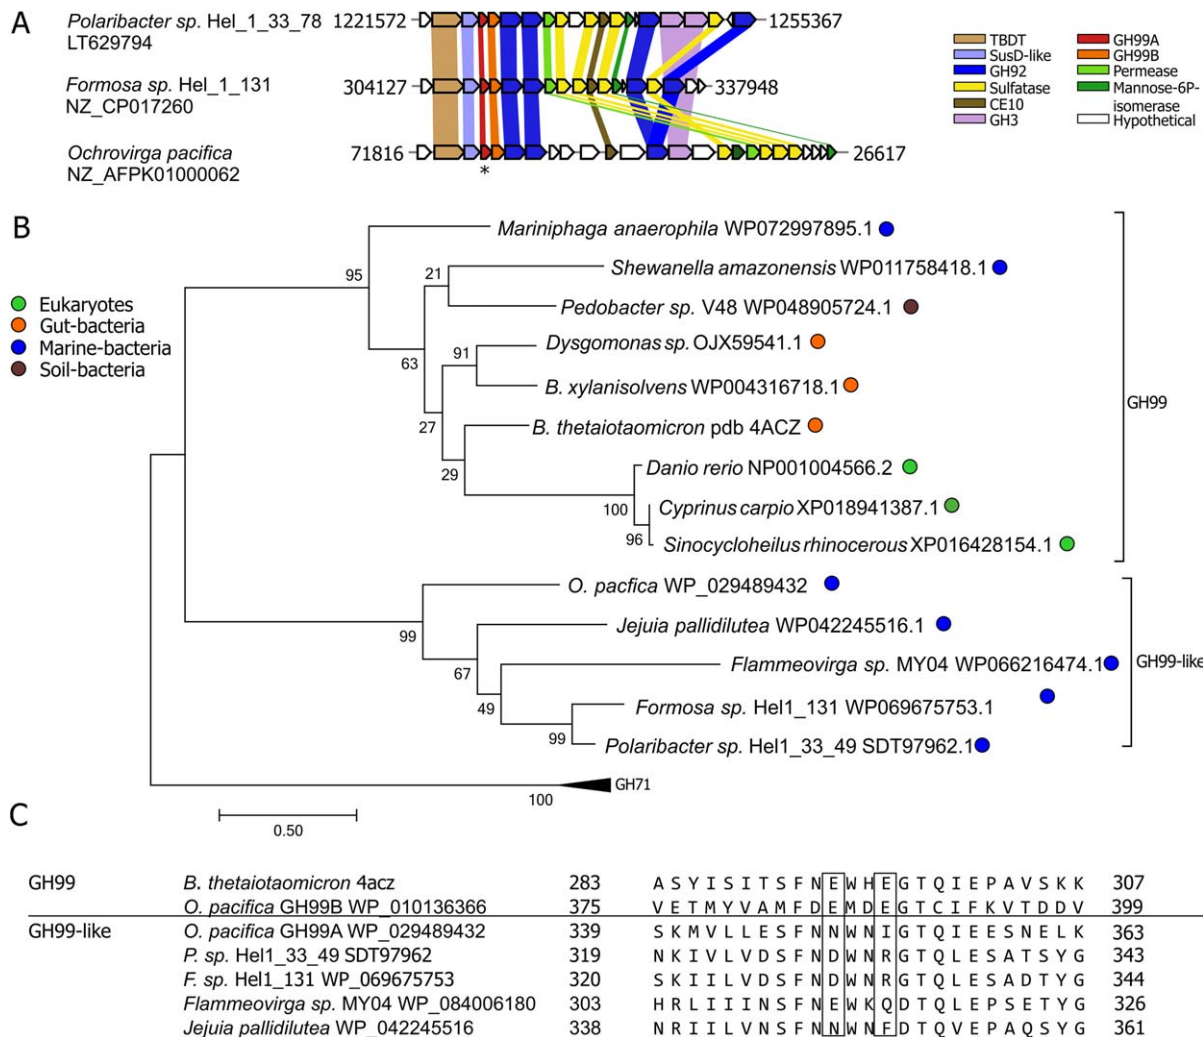 A
Polaribacter sp. Hel_1_33_78
LT629794
1221572
1255367
Formosa sp. Hel_1_131
NZ_CP017260
304127
337948
Ochrovirga pacifica
NZ_AFPK01000062
71816
26617
*
TBDT
SusD-like
GH92
Sulfatase
CE10
GH3
GH99A
GH99B
Permease
Mannose-6P-
isomerase
Hypothetical
B
Eukaryotes
Gut-bacteria
Marine-bacteria
Soil-bacteria
Mariniphaga anaerophila WP072997895.1
95
21
Shewanella amazonensis WP011758418.1
Pedobacter sp. V48 WP048905724.1
63
91
Dysgomonas sp. OJX59541.1
B. xylanisolvens WP004316718.1
27
B. thetaiotaomicron pdb 4ACZ
29
Danio rerio NP001004566.2
100
Cyprinus carpio XP018941387.1
96
Sinocycloheilus rhinocerous XP016428154.1
GH99
O. pacfica WP_029489432
99
Jejuia pallidilutea WP042245516.1
67
Flammeovirga sp. MY04 WP066216474.1
49
Formosa sp. Hel1_131 WP069675753.1
99
Polaribacter sp. Hel1_33_49 SDT97962.1
GH99-like
100
GH71
0.50
C
GH99 B. thetaiotaomicron 4acz 283 A S Y I S I T S F N E W H E G T Q I E P A V S K K 307
O. pacifica GH99B WP_010136366 375 V E T M Y V A M F D E M D E G T C I F K V T D D V 399
GH99-like O. pacifica GH99A WP_029489432 339 S K M V L L E S F N N W N I G T Q I E E S N E L K 363
P. sp. Hel1_33_49 SDT97962 319 N K I V L V D S F N D W N R G T Q L E S A T S Y G 343
F. sp. Hel1_131 WP_069675753 320 S K I I L V D S F N D W N R G T Q L E S A D T Y G 344
Flammeovirga sp. MY04 WP_084006180 303 H R L I I I N S F N E W K Q D T Q L E P S E T Y G 326
Jejuia pallidilutea WP_042245516 338 N R I I L V N S F N N W N F D T Q V E P A Q S Y G 361